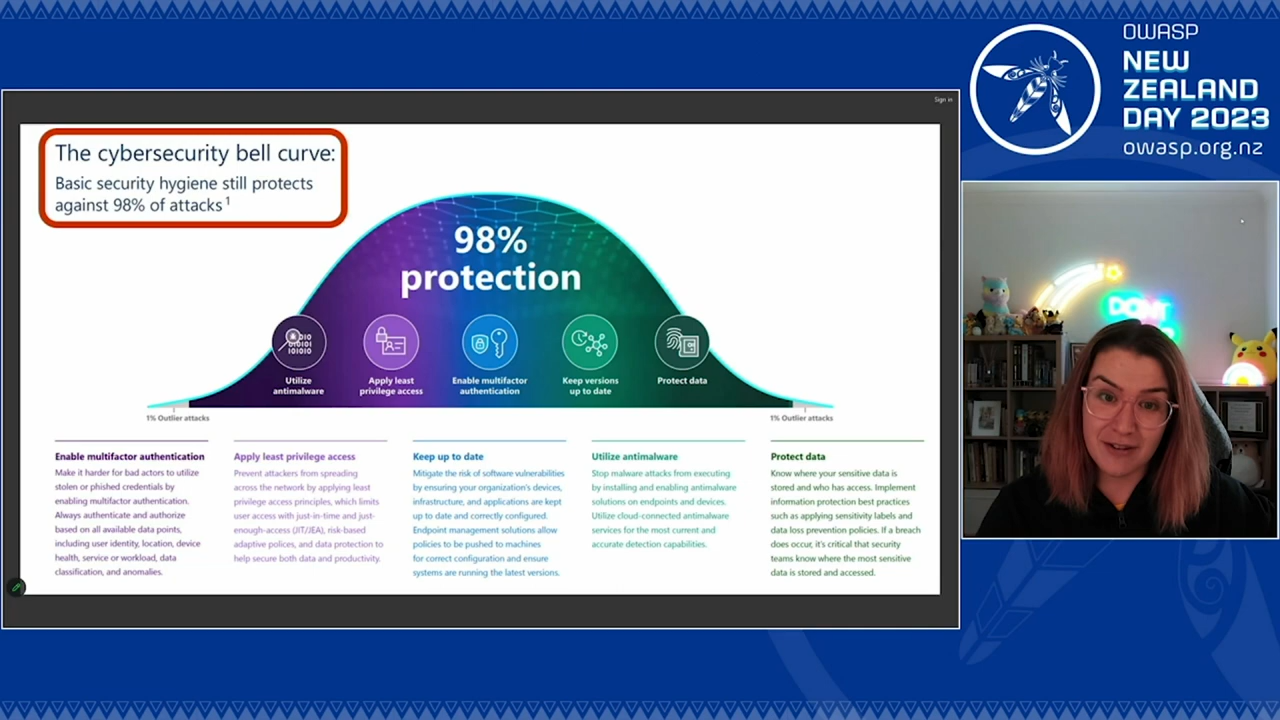 OWASP
NEW
ZEALAND
DAY 2023
owasp.org.nz
Sign in
The cybersecurity bell curve:
Basic security hygiene still protects
against 98% of attacks¹
98%
protection
Utilize
antimalware
Apply least
privilege access
Enable multifactor
authentication
Keep versions
up to date
Protect data
1% Outlier attacks
1% Outlier attacks
Enable multifactor authentication
Make it harder for bad actors to utilize
stolen or phished credentials by
enabling multifactor authentication.
Always authenticate and authorize
based on all available data points,
including user identity, location, device
health, service or workload, data
classification, and anomalies.
Apply least privilege access
Prevent attackers from spreading
across the network by applying least
privilege access principles, which limits
user access with just-in-time and just-
enough-access (JIT/JEA), risk-based
adaptive polices, and data protection to
help secure both data and productivity.
Keep up to date
Mitigate the risk of software vulnerabilities
by ensuring your organization's devices,
infrastructure, and applications are kept
up to date and correctly configured.
Endpoint management solutions allow
policies to be pushed to machines
for correct configuration and ensure
systems are running the latest versions.
Utilize antimalware
Stop malware attacks from executing
by installing and enabling antimalware
solutions on endpoints and devices.
Utilize cloud-connected antimalware
services for the most current and
accurate detection capabilities.
Protect data
Know where your sensitive data is
stored and who has access. Implement
information protection best practices
such as applying sensitivity labels and
data loss prevention policies. If a breach
does occur, it's critical that security
teams know where the most sensitive
data is stored and accessed.
DON'T